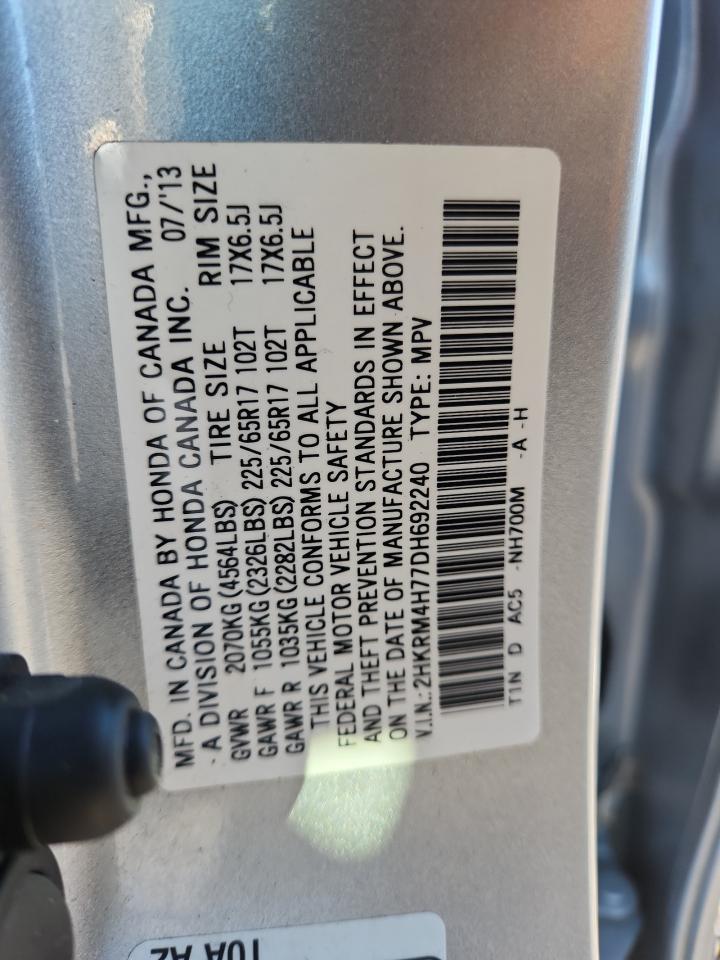 MFD. IN CANADA BY HONDA OF CANADA MFG.,
A DIVISION OF HONDA CANADA INC. 07/'13
GVWR 2070KG(4564LBS) TIRE SIZE RIM SIZE
GAWR F 1055KG(2326LBS) 225/65R17 102T 17X6.5J
GAWR R 1035KG(2282LBS) 225/65R17 102T 17X6.5J
THIS VEHICLE CONFORMS TO ALL APPLICABLE
FEDERAL MOTOR VEHICLE SAFETY
AND THEFT PREVENTION STANDARDS IN EFFECT
ON THE DATE OF MANUFACTURE SHOWN ABOVE.
V.I.N.: 2HKRM4H77DH692240 TYPE: MPV
T1N D AC5 -NH700M -A -H